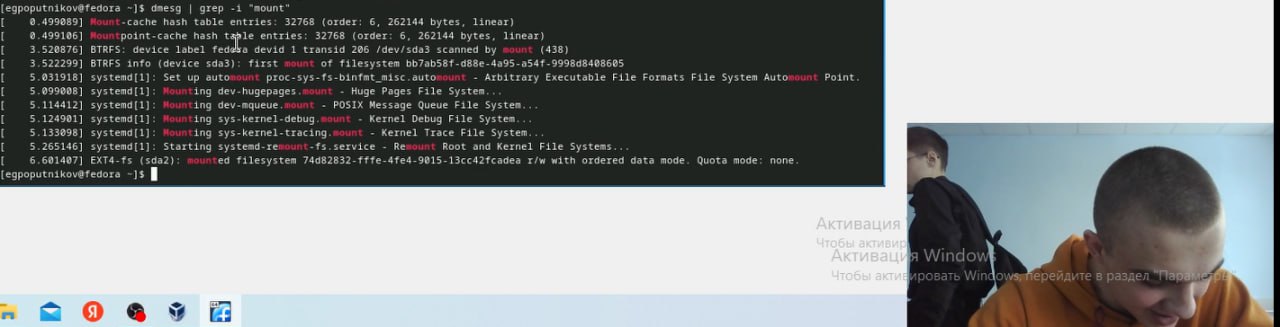 [egpoputnikov@fedora ~]$ dmesg | grep -i "mount"
[    0.499089] Mount-cache hash table entries: 32768 (order: 6, 262144 bytes, linear)
[    0.499106] Mountpoint-cache hash table entries: 32768 (order: 6, 262144 bytes, linear)
[    3.520876] BTRFS: device label fedora devid 1 transid 206 /dev/sda3 scanned by mount (438)
[    3.522299] BTRFS info (device sda3): first mount of filesystem bb7ab58f-d88e-4a95-a54f-9998d8408605
[    5.031918] systemd[1]: Set up automount proc-sys-fs-binfmt_misc.automount - Arbitrary Executable File Formats File System Automount Point.
[    5.099008] systemd[1]: Mounting dev-hugepages.mount - Huge Pages File System...
[    5.114412] systemd[1]: Mounting dev-mqueue.mount - POSIX Message Queue File System...
[    5.124901] systemd[1]: Mounting sys-kernel-debug.mount - Kernel Debug File System...
[    5.133098] systemd[1]: Mounting sys-kernel-tracing.mount - Kernel Trace File System...
[    5.265146] systemd[1]: Starting systemd-remount-fs.service - Remount Root and Kernel File Systems...
[    6.601407] EXT4-fs (sda2): mounted filesystem 74d82832-fffe-4fe4-9015-13cc42fcadea r/w with ordered data mode. Quota mode: none.
[egpoputnikov@fedora ~]$
Активация
Чтобы активир
Активация Windows
Чтобы активировать Windows, перейдите в раздел "Параметры"
Я
64